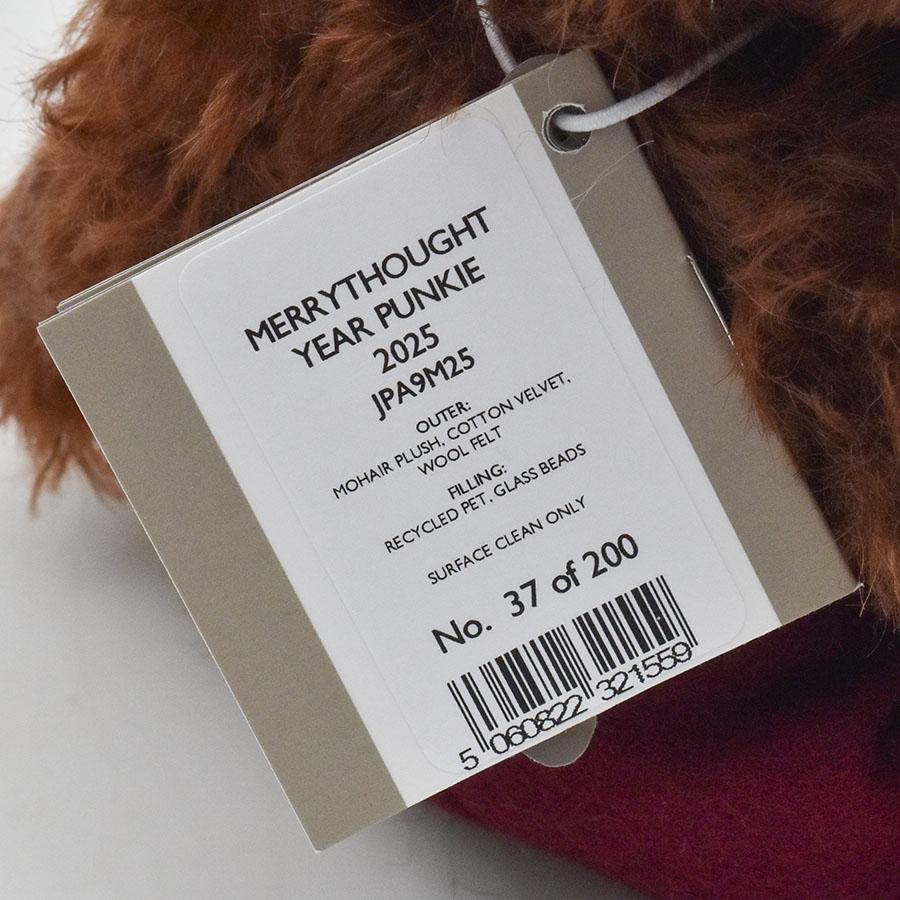 MERRYTHOUGHT
YEAR PUNKIE
2025
JPA9M25
OUTER:
MOHAIR PLUSH, COTTON VELVET,
WOOL FELT
FILLING:
RECYCLED PET, GLASS BEADS
SURFACE CLEAN ONLY
No. 37 of 200
5 060822 321559